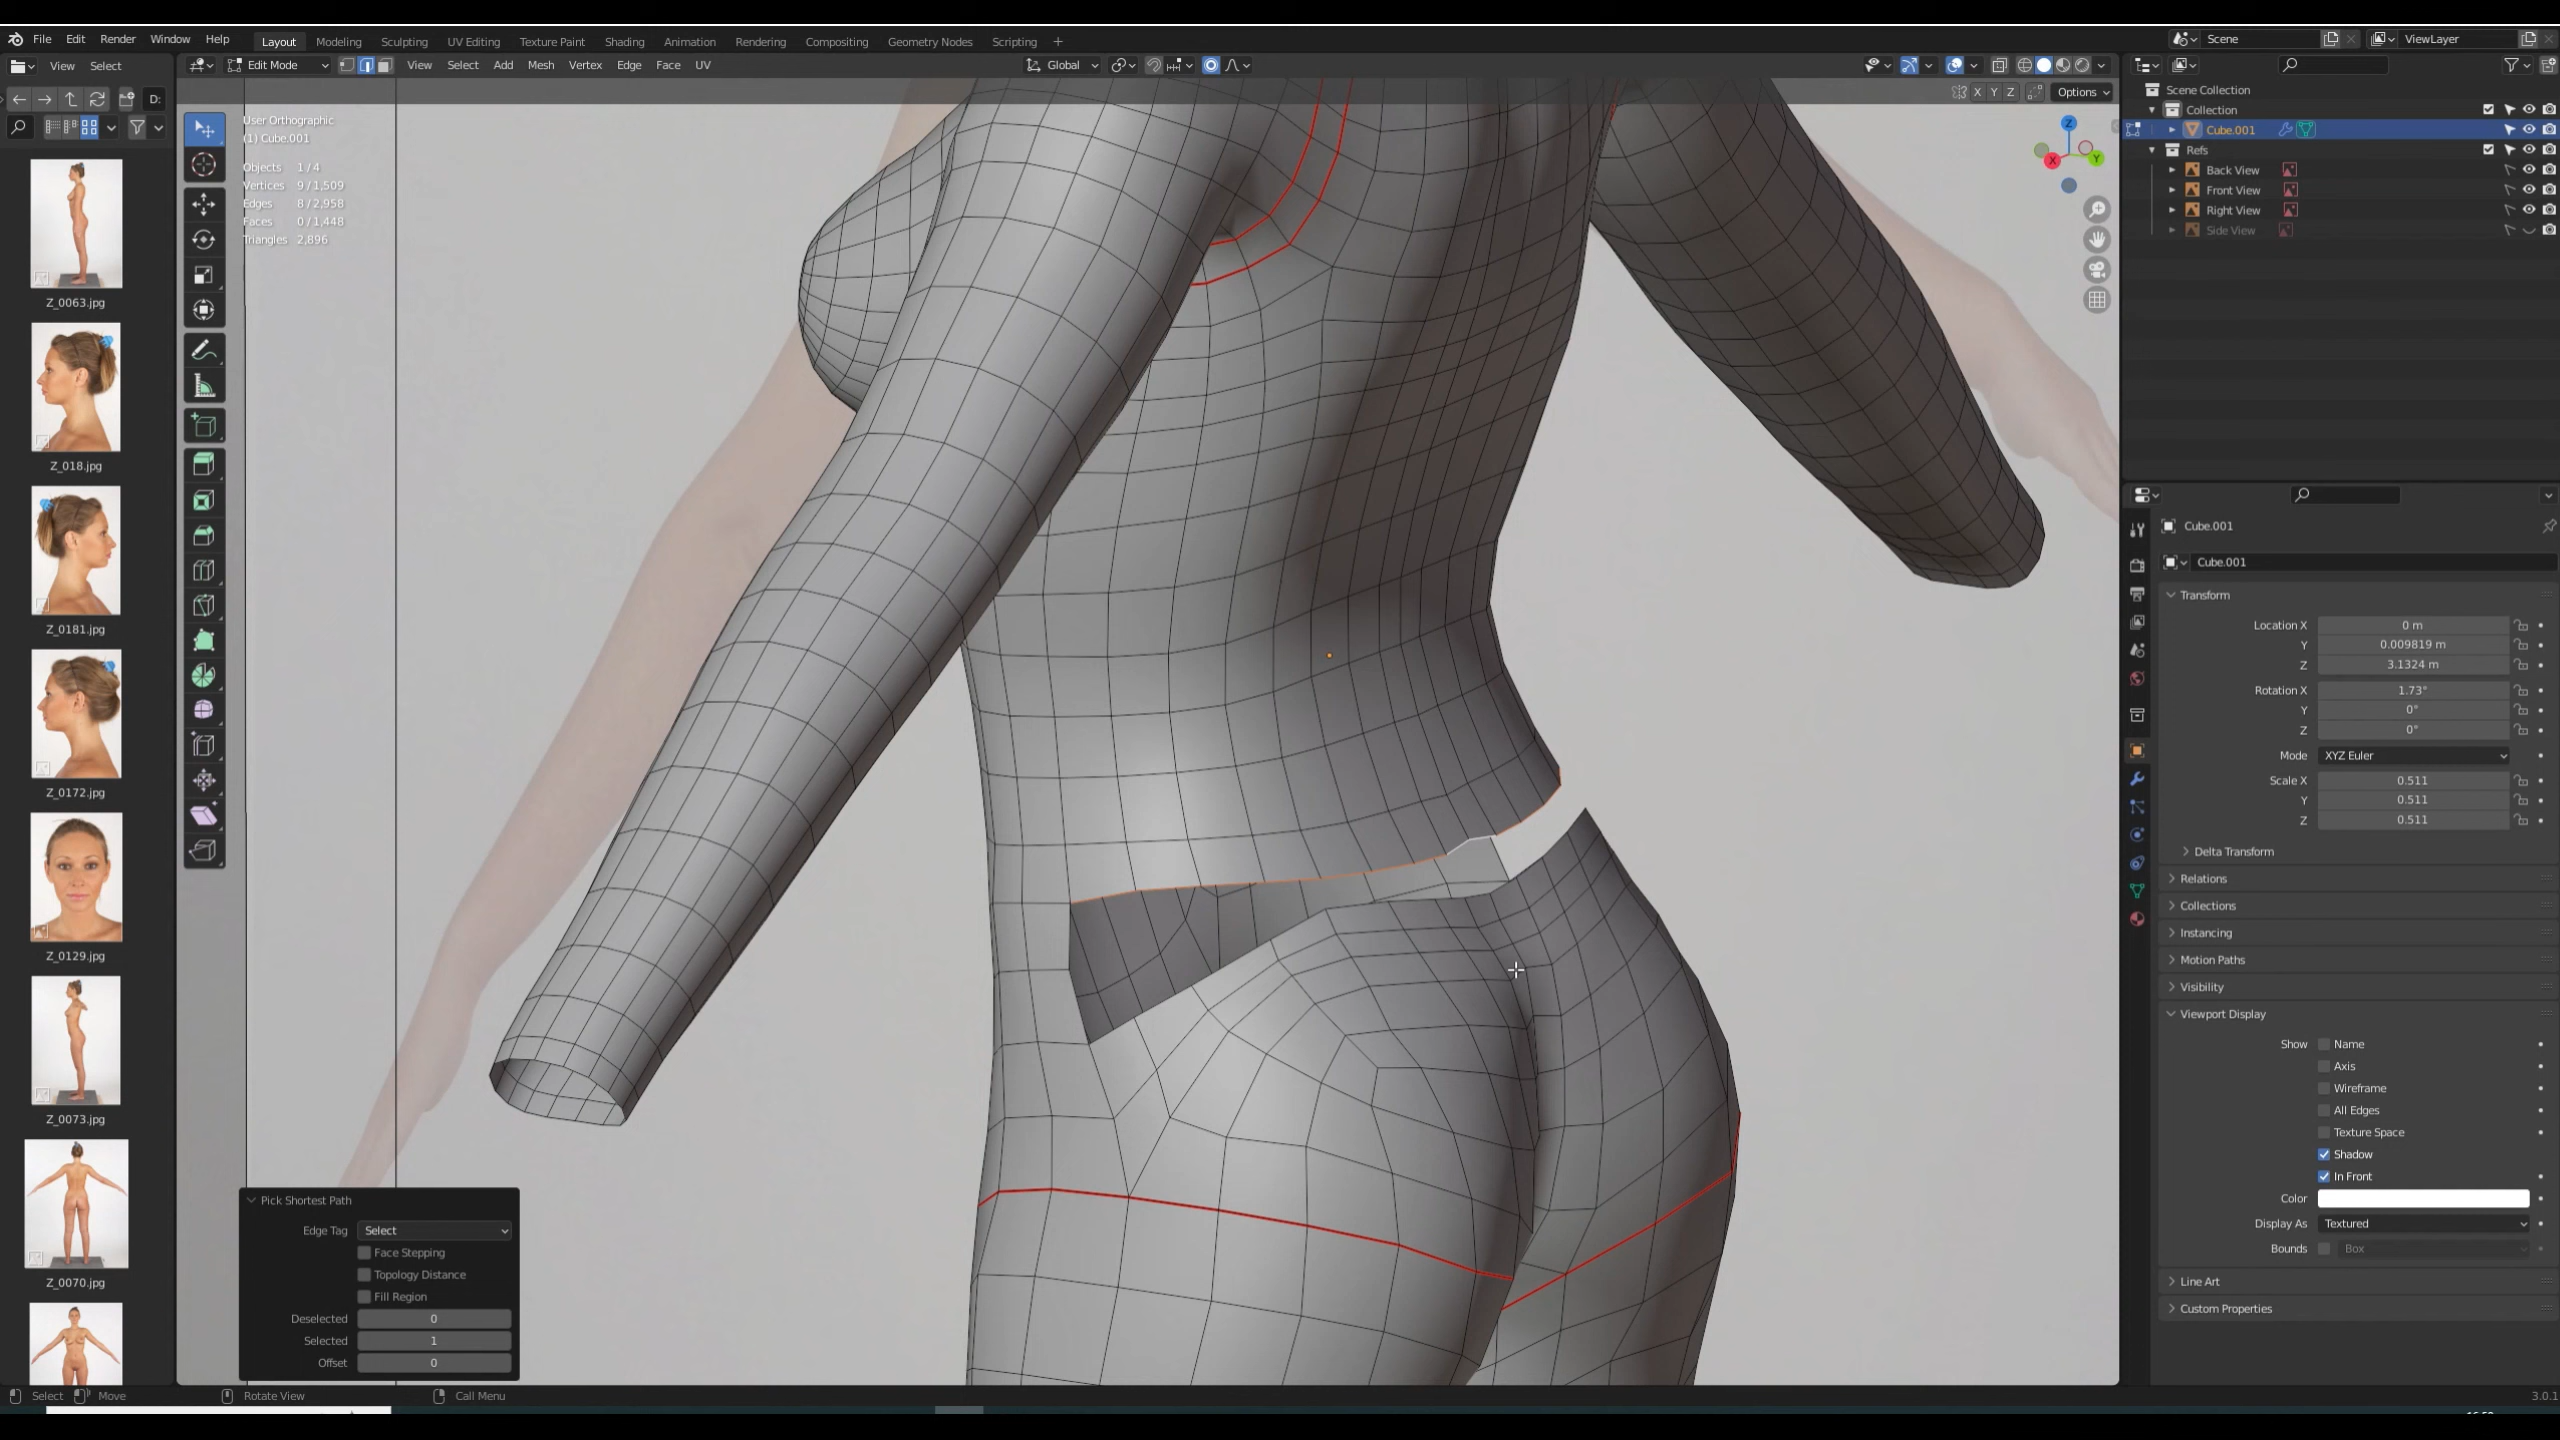 File Edit Render Window Help
Layout Modeling Sculpting UV Editing Texture Paint Shading Animation Rendering Compositing Geometry Nodes Scripting +
Scene ViewLayer
View Select
Edit Mode View Select Add Mesh Vertex Edge Face UV
Global
D:
X Y Z Options
User Orthographic
(1) Cube.001
Objects 1/4
Vertices 9/1,509
Edges 8/2,958
Faces 0/1,448
Triangles 2,896
Z
X
Y
Z_0063.jpg
Z_018.jpg
Z_0181.jpg
Z_0172.jpg
Z_0129.jpg
Z_0073.jpg
Z_0070.jpg
Scene Collection
Collection
Cube.001
Refs
Back View
Front View
Right View
Side View
Cube.001
Cube.001
Transform
Location X 0 m
Y 0.009819 m
Z 3.1324 m
Rotation X 1.73°
Y 0°
Z 0°
Mode XYZ Euler
Scale X 0.511
Y 0.511
Z 0.511
Delta Transform
Relations
Collections
Instancing
Motion Paths
Visibility
Viewport Display
Show Name
Axis
Wireframe
All Edges
Texture Space
Shadow
In Front
Color
Display As Textured
Bounds Box
Line Art
Custom Properties
Pick Shortest Path
Edge Tag Select
Face Stepping
Topology Distance
Fill Region
Deselected 0
Selected 1
Offset 0
Select Move Rotate View Call Menu
3.0.1